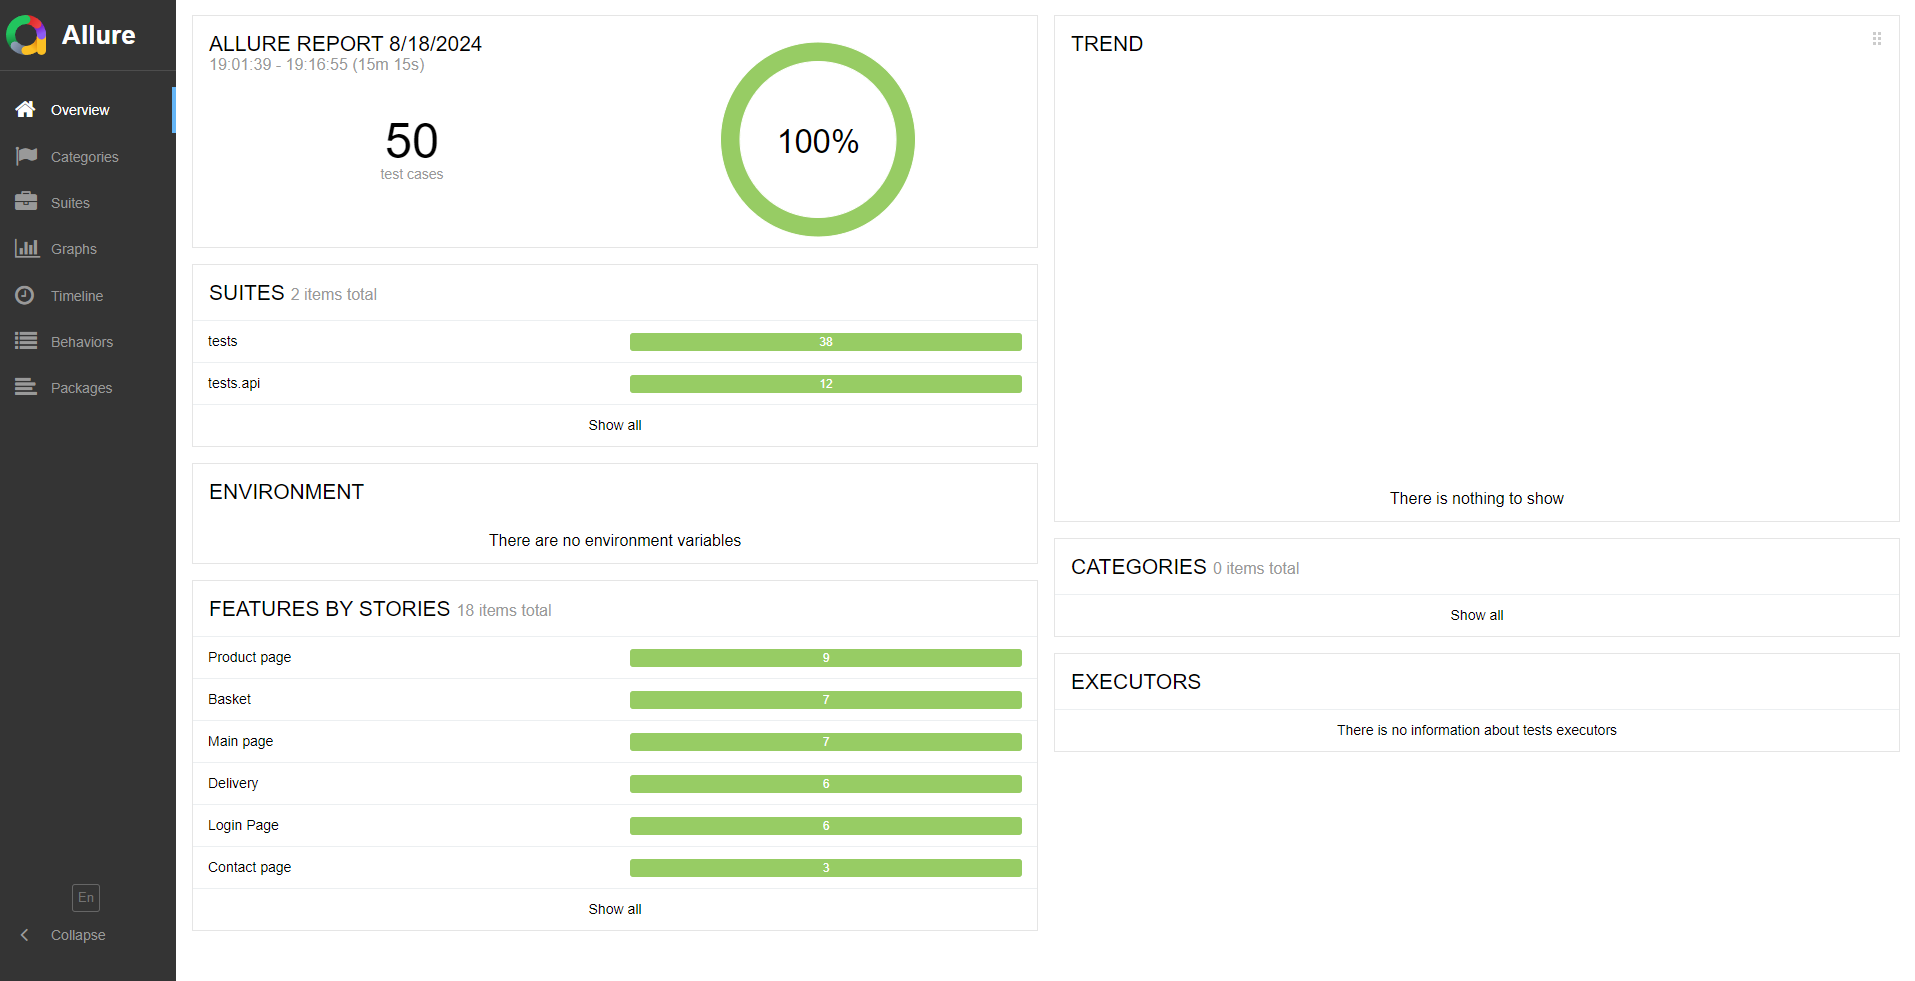 Allure
Overview
Categories
Suites
Graphs
Timeline
Behaviors
Packages
En
Collapse
ALLURE REPORT 8/18/2024
19:01:39 - 19:16:55 (15m 15s)
50
test cases
100%
SUITES 2 items total
tests 38
tests.api 12
Show all
ENVIRONMENT
There are no environment variables
FEATURES BY STORIES 18 items total
Product page 9
Basket 7
Main page 7
Delivery 6
Login Page 6
Contact page 3
Show all
TREND
There is nothing to show
CATEGORIES 0 items total
Show all
EXECUTORS
There is no information about tests executors